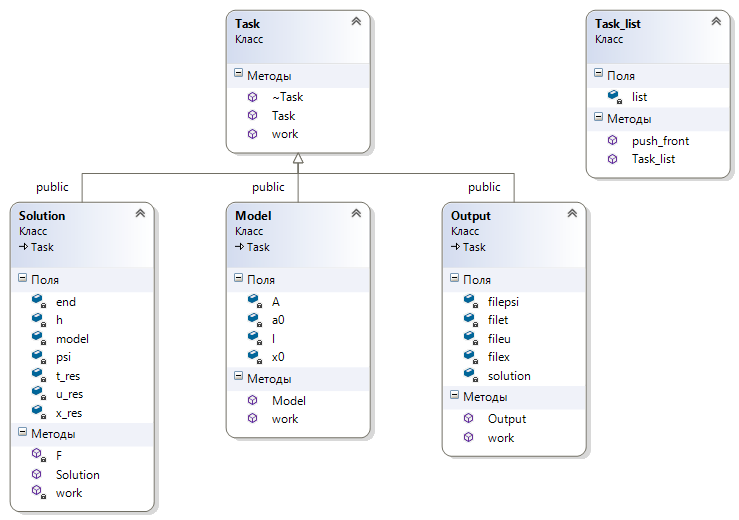 Task
Класс
Методы
~Task
Task
work
Task_list
Класс
Поля
list
Методы
push_front
Task_list
public
public
public
Solution
Класс
Task
Поля
end
h
model
psi
t_res
u_res
x_res
Методы
F
Solution
work
Model
Класс
Task
Поля
A
a0
l
x0
Методы
Model
work
Output
Класс
Task
Поля
filepsi
filet
fileu
filex
solution
Методы
Output
work